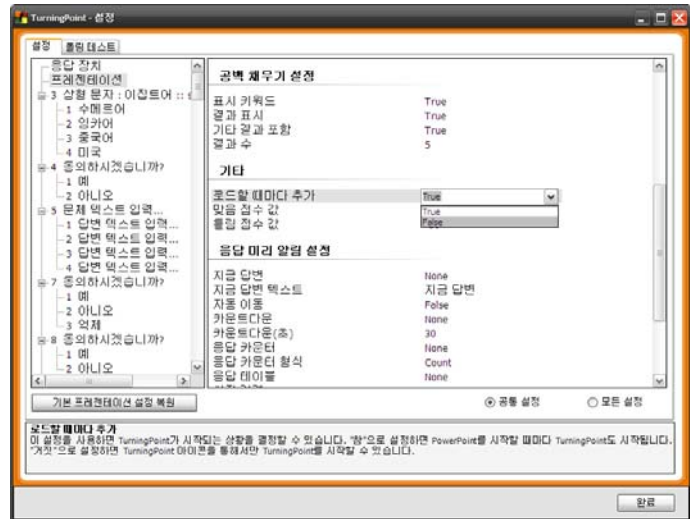 TurningPoint - 설정
설정 폴링 테스트
응답 장치
프레젠테이션
3 상형 문자 : 이집트어 ::
1 수메르어
2 잉카어
3 중국어
4 미국
4 동의하시겠습니까?
1 예
2 아니오
5 문제 텍스트 입력...
1 답변 텍스트 입력...
2 답변 텍스트 입력...
3 답변 텍스트 입력...
4 답변 텍스트 입력...
7 동의하시겠습니까?
1 예
2 아니오
3 억제
8 동의하시겠습니까?
1 예
2 아니오
공백 채우기 설정
표시 키워드 True
결과 표시 True
기타 결과 포함 True
결과 수 5
기타
로드할 때마다 추가 True
맞음 점수 값 True
틀림 점수 값 False
응답 미리 알림 설정
지금 답변 None
지금 답변 텍스트 지금 답변
자동 이동 False
카운트다운 None
카운트다운(초) 30
응답 카운터 None
응답 카운터 형식 Count
응답 테이블 None
기본 프레젠테이션 설정 복원
공통 설정 모든 설정
로드할 때마다 추가
이 설정을 사용하면 TurningPoint가 시작되는 상황을 결정할 수 있습니다. "참"으로 설정하면 PowerPoint를 시작할 때마다 TurningPoint도 시작됩니다.
"거짓"으로 설정하면 TurningPoint 아이콘을 통해서만 TurningPoint를 시작할 수 있습니다.
완료